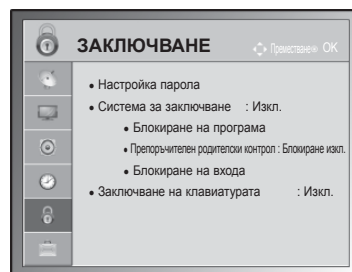 ЗАКЛЮЧВАНЕ
Преместване OK
• Настройка парола
• Система за заключване : Изкл.
• Блокиране на програма
• Препоръчителен родителски контрол : Блокиране изкл.
• Блокиране на входа
• Заключване на клавиатурата : Изкл.